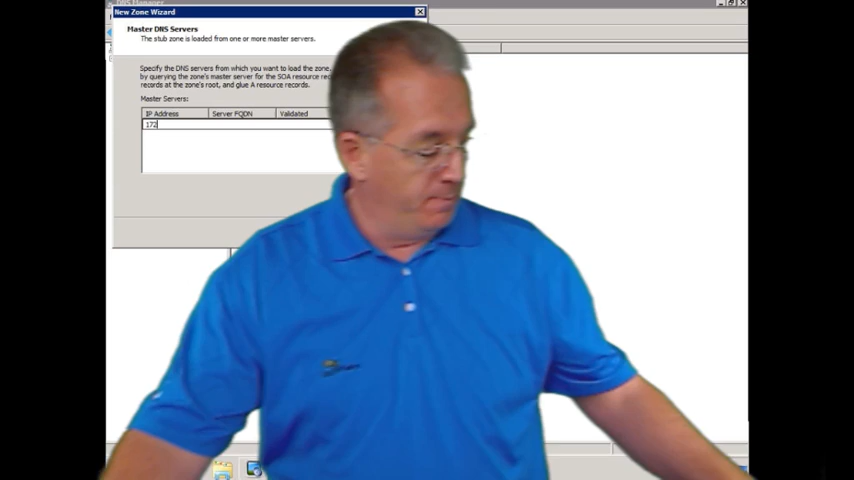 DNS Manager
New Zone Wizard
Master DNS Servers
The stub zone is loaded from one or more master servers.
Specify the DNS servers from which you want to load the zone.
by querying the zone's master server for the SOA resource
records at the zone's root, and glue A resource records.
Master Servers:
IP Address Server FQDN Validated
172